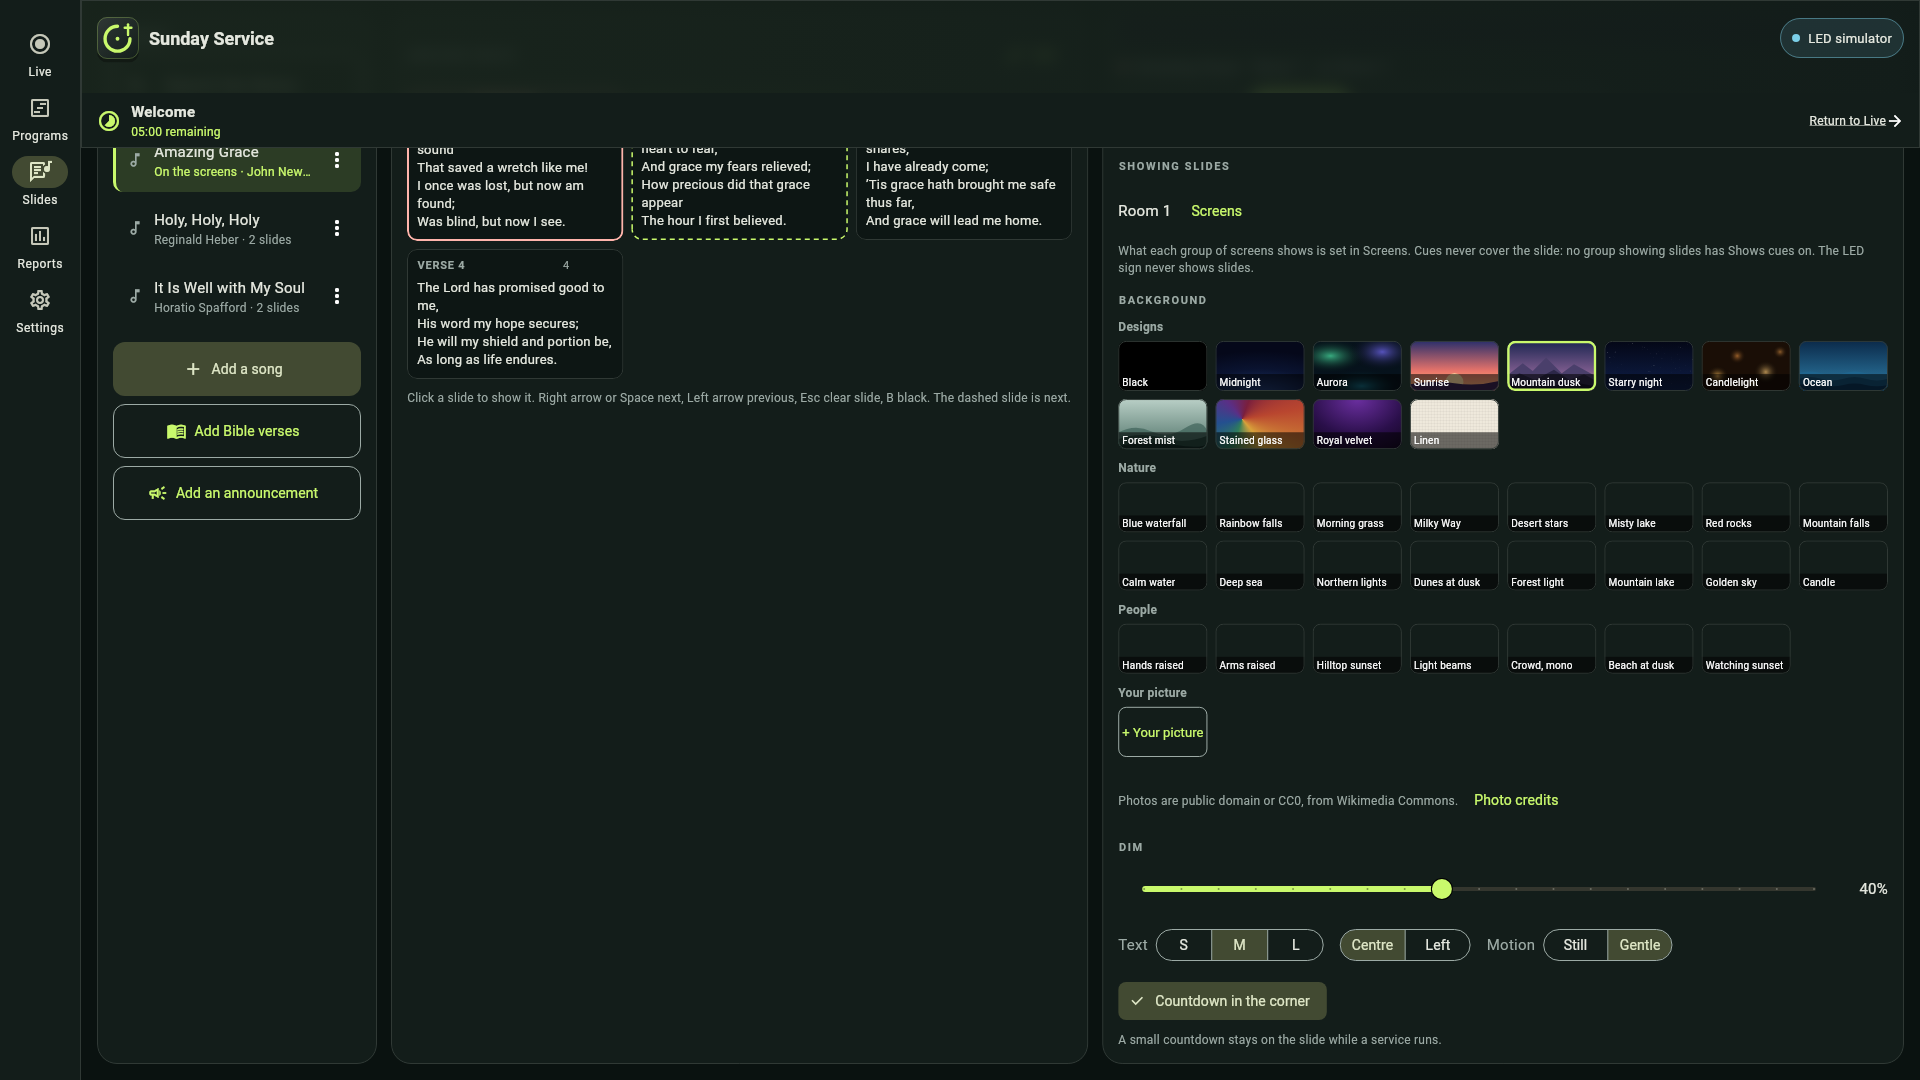 Live
Programs
Slides
Reports
Settings
Sunday Service
LED simulator
Welcome
05:00 remaining
Return to Live
Amazing Grace
On the screens · John New…
Holy, Holy, Holy
Reginald Heber · 2 slides
It Is Well with My Soul
Horatio Spafford · 2 slides
Add a song
Add Bible verses
Add an announcement
sound
That saved a wretch like me!
I once was lost, but now am
found;
Was blind, but now I see.
heart to fear,
And grace my fears relieved;
How precious did that grace
appear
The hour I first believed.
snares,
I have already come;
’Tis grace hath brought me safe
thus far,
And grace will lead me home.
VERSE 4 4
The Lord has promised good to
me,
His word my hope secures;
He will my shield and portion be,
As long as life endures.
Click a slide to show it. Right arrow or Space next, Left arrow previous, Esc clear slide, B black. The dashed slide is next.
SHOWING SLIDES
Room 1 Screens
What each group of screens shows is set in Screens. Cues never cover the slide: no group showing slides has Shows cues on. The LED
sign never shows slides.
BACKGROUND
Designs
Black Midnight Aurora Sunrise Mountain dusk Starry night Candlelight Ocean
Forest mist Stained glass Royal velvet Linen
Nature
Blue waterfall Rainbow falls Morning grass Milky Way Desert stars Misty lake Red rocks Mountain falls
Calm water Deep sea Northern lights Dunes at dusk Forest light Mountain lake Golden sky Candle
People
Hands raised Arms raised Hilltop sunset Light beams Crowd, mono Beach at dusk Watching sunset
Your picture
+ Your picture
Photos are public domain or CC0, from Wikimedia Commons. Photo credits
DIM
40%
Text S M L Centre Left Motion Still Gentle
Countdown in the corner
A small countdown stays on the slide while a service runs.